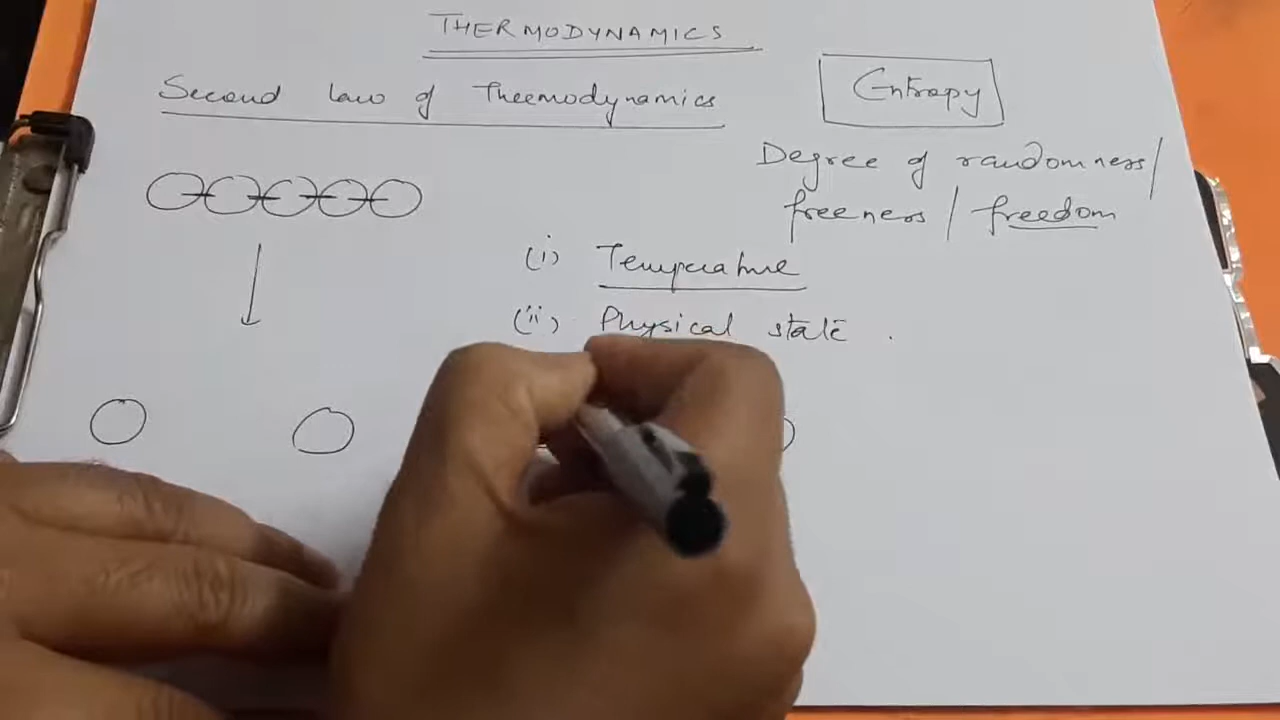 THERMODYNAMICS
Second law of Thermodynamics
Entropy
Degree of randomness/
freeness / freedom
(i) Temperature
(ii) Physical state .